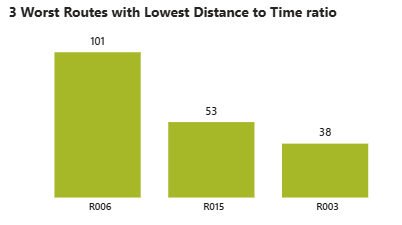 3 Worst Routes with Lowest Distance to Time ratio
101
53
38
R006
R015
R003